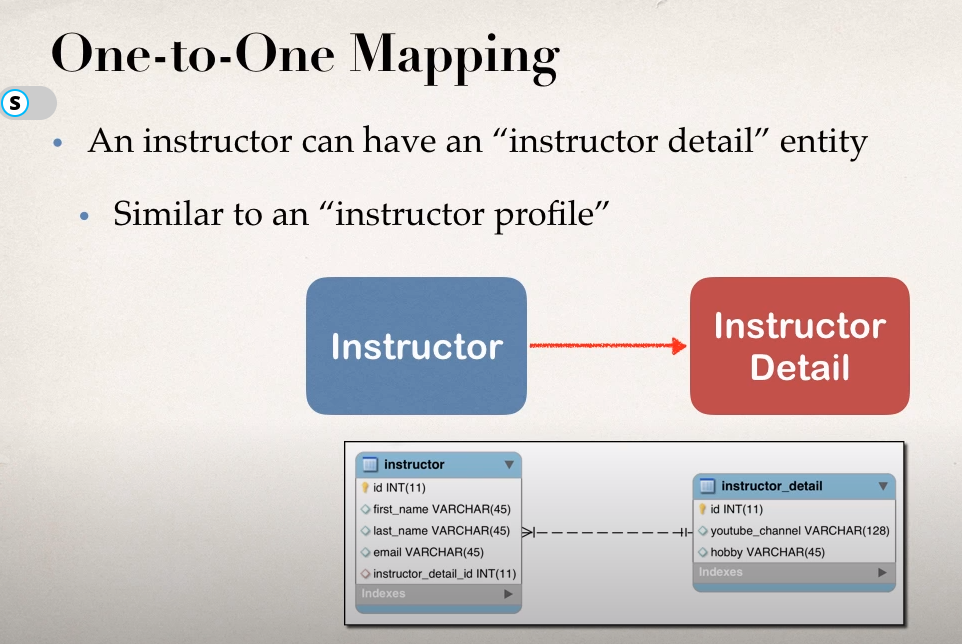 One-to-One Mapping
S
• An instructor can have an “instructor detail” entity
• Similar to an “instructor profile”
Instructor
Instructor
Detail
instructor
id INT(11)
first_name VARCHAR(45)
last_name VARCHAR(45)
email VARCHAR(45)
instructor_detail_id INT(11)
Indexes
instructor_detail
id INT(11)
youtube_channel VARCHAR(128)
hobby VARCHAR(45)
Indexes